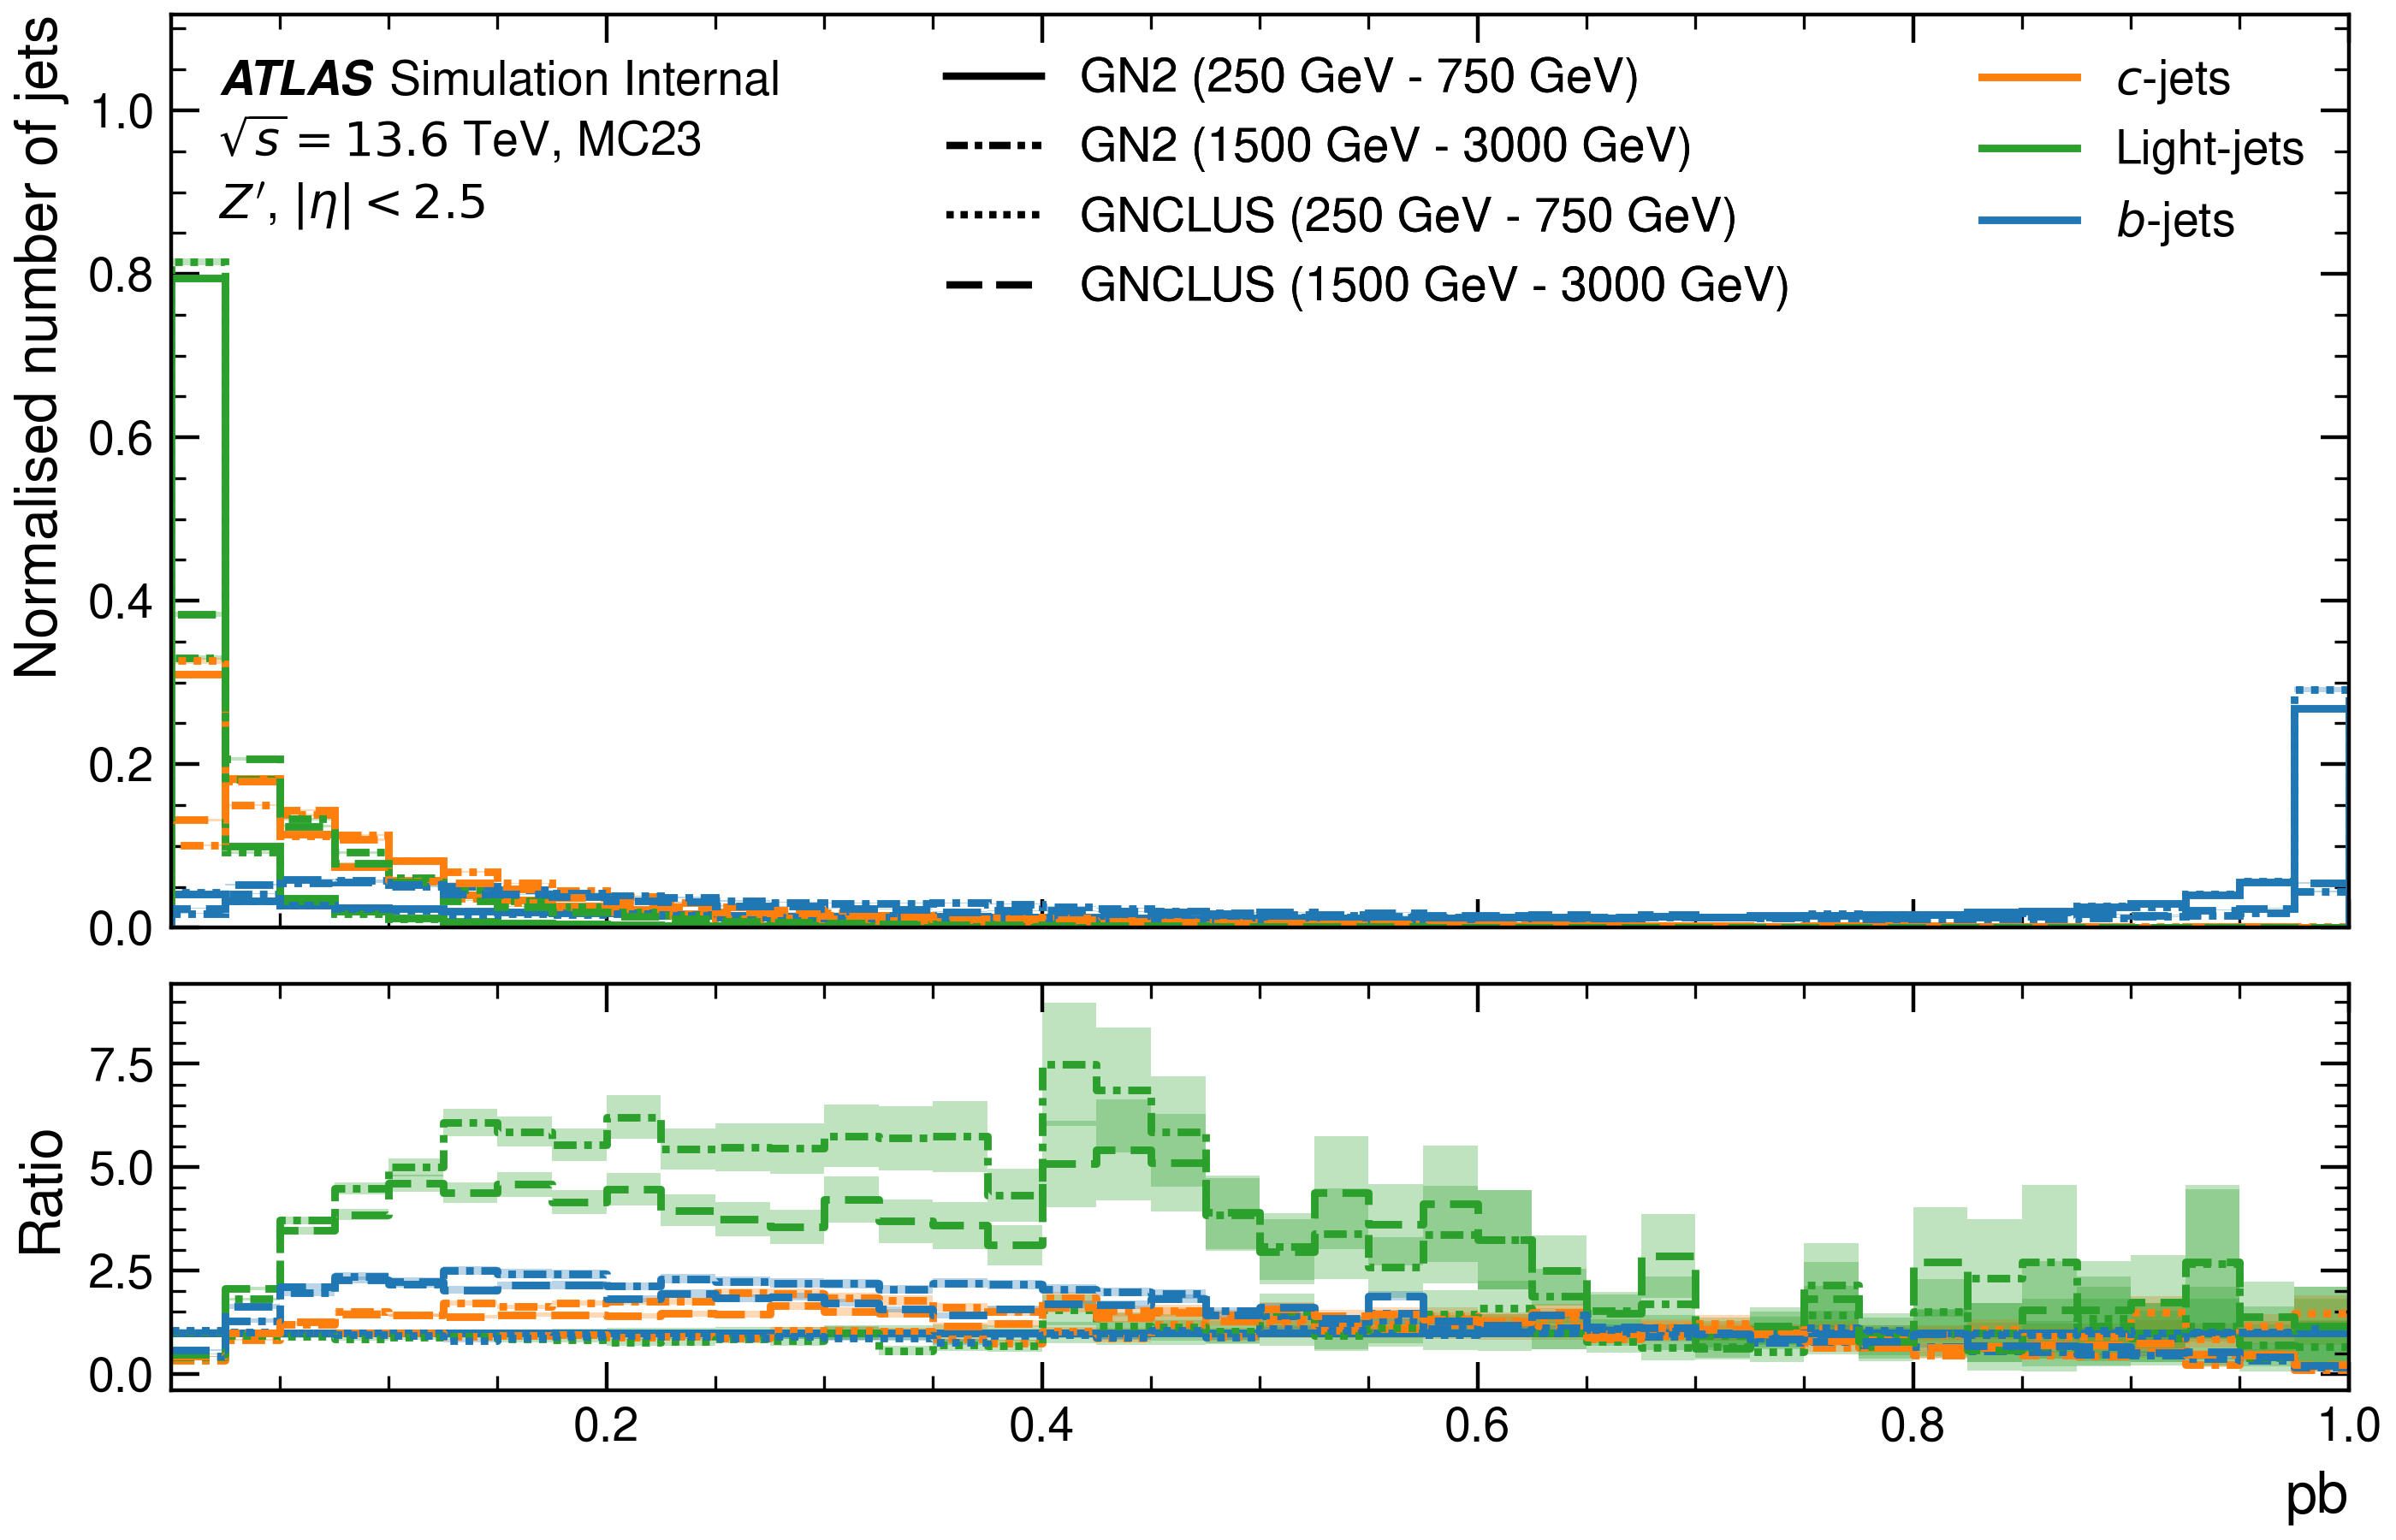 Normalised number of jets
1.0
0.8
0.6
0.4
0.2
0.0
ATLAS Simulation Internal
√s = 13.6 TeV, MC23
Z′, |η| < 2.5
GN2 (250 GeV - 750 GeV)
GN2 (1500 GeV - 3000 GeV)
GNCLUS (250 GeV - 750 GeV)
GNCLUS (1500 GeV - 3000 GeV)
c-jets
Light-jets
b-jets
Ratio
7.5
5.0
2.5
0.0
0.2 0.4 0.6 0.8 1.0
pb